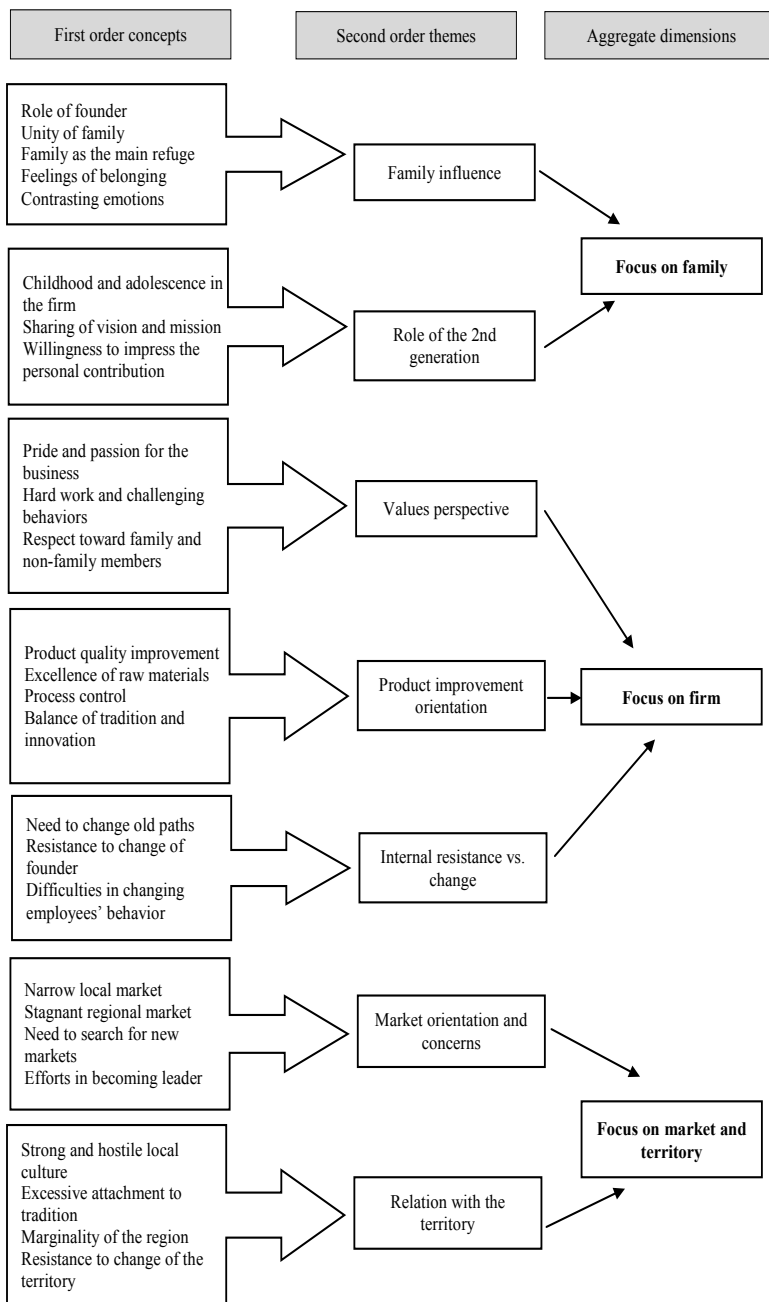 First order concepts
Second order themes
Aggregate dimensions
Role of founder
Unity of family
Family as the main refuge
Feelings of belonging
Contrasting emotions
Family influence
Focus on family
Childhood and adolescence in
the firm
Sharing of vision and mission
Willingness to impress the
personal contribution
Role of the 2nd
generation
Pride and passion for the
business
Hard work and challenging
behaviors
Respect toward family and
non-family members
Values perspective
Product quality improvement
Excellence of raw materials
Process control
Balance of tradition and
innovation
Product improvement
orientation
Focus on firm
Need to change old paths
Resistance to change of
founder
Difficulties in changing
employees’ behavior
Internal resistance vs.
change
Narrow local market
Stagnant regional market
Need to search for new
markets
Efforts in becoming leader
Market orientation and
concerns
Focus on market and
territory
Strong and hostile local
culture
Excessive attachment to
tradition
Marginality of the region
Resistance to change of the
territory
Relation with the
territory